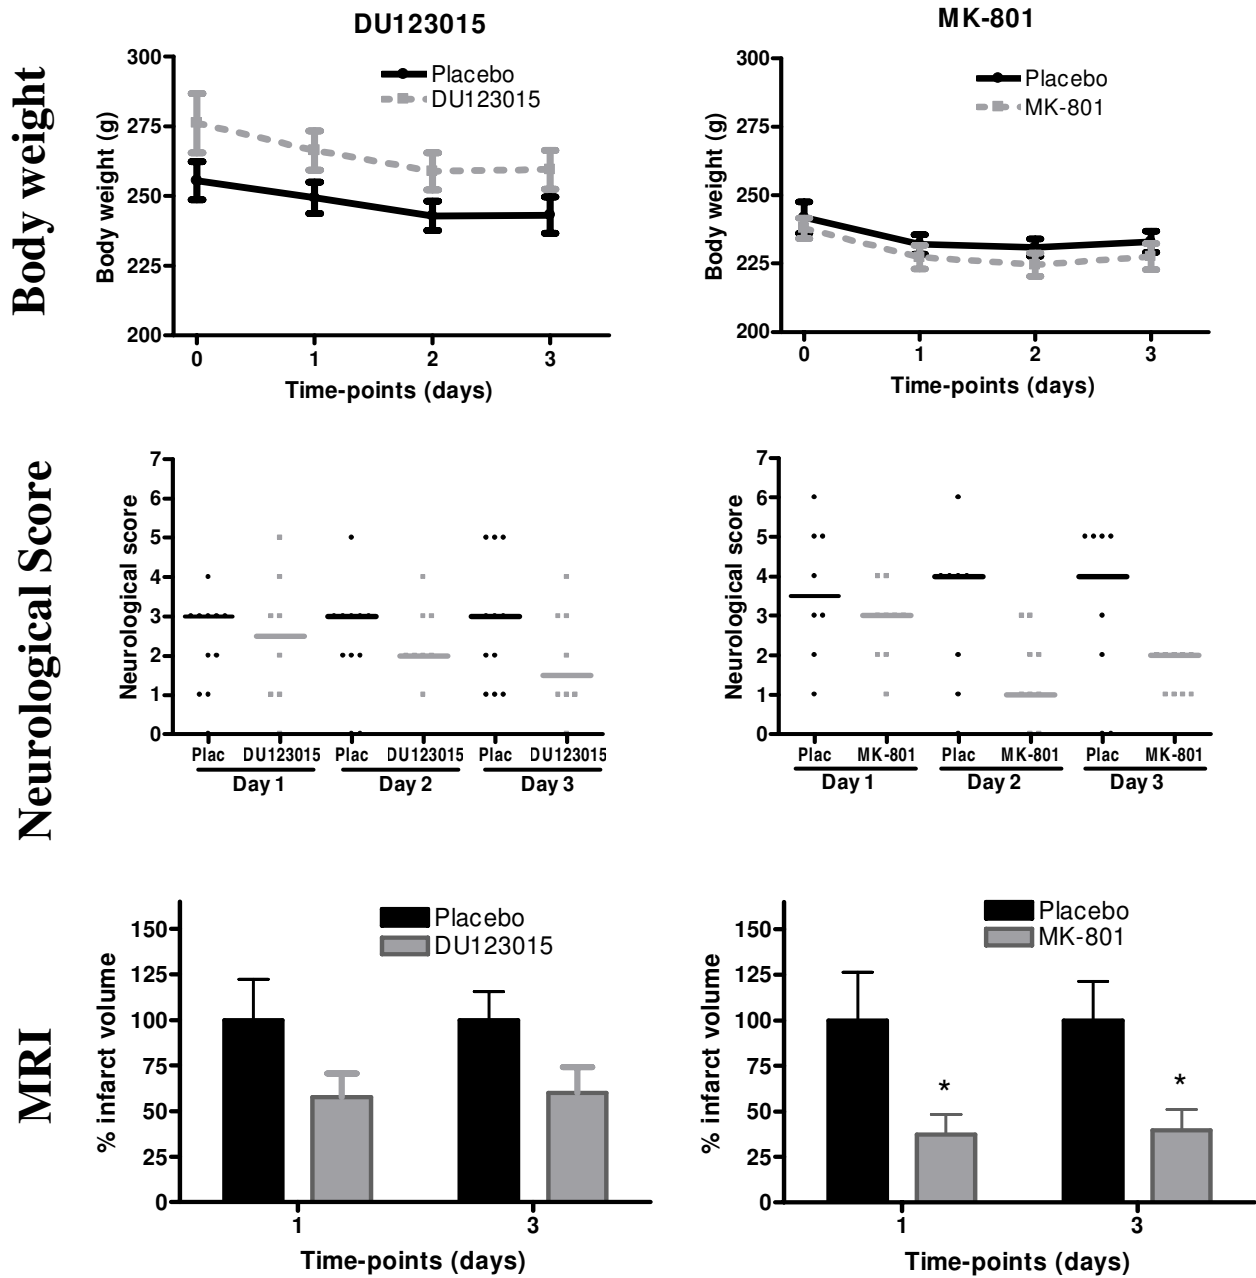 DU123015
MK-801
Body weight
Body weight (g)
300
275
250
225
200
Placebo
DU123015
0 1 2 3
Time-points (days)
Body weight (g)
300
275
250
225
200
Placebo
MK-801
0 1 2 3
Time-points (days)
Neurological Score
Neurological score
7
6
5
4
3
2
1
0
Plac DU123015 Plac DU123015 Plac DU123015
Day 1 Day 2 Day 3
Neurological score
7
6
5
4
3
2
1
0
Plac MK-801 Plac MK-801 Plac MK-801
Day 1 Day 2 Day 3
MRI
% infarct volume
150
125
100
75
50
25
0
Placebo
DU123015
1 3
Time-points (days)
% infarct volume
150
125
100
75
50
25
0
Placebo
MK-801
* *
1 3
Time-points (days)